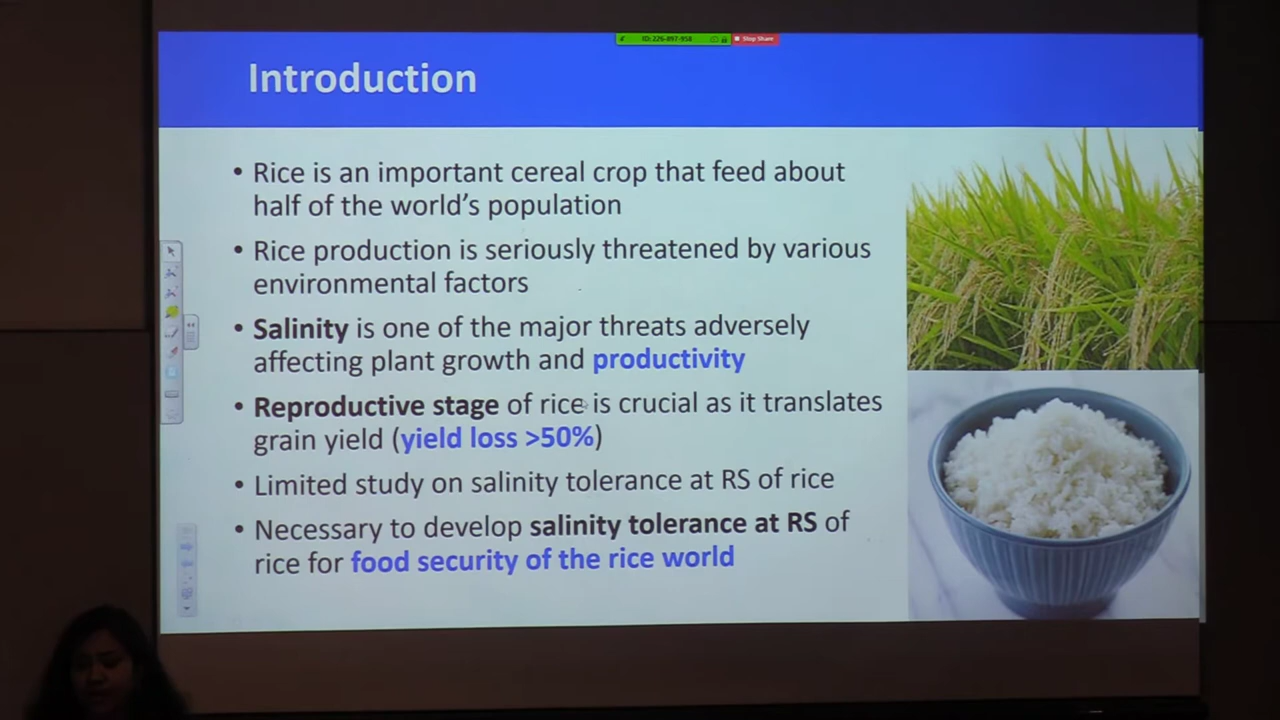 ID: 226-897-958
Stop Share
Introduction
• Rice is an important cereal crop that feed about
half of the world's population
• Rice production is seriously threatened by various
environmental factors
• Salinity is one of the major threats adversely
affecting plant growth and productivity
• Reproductive stage of rice is crucial as it translates
grain yield (yield loss >50%)
• Limited study on salinity tolerance at RS of rice
• Necessary to develop salinity tolerance at RS of
rice for food security of the rice world